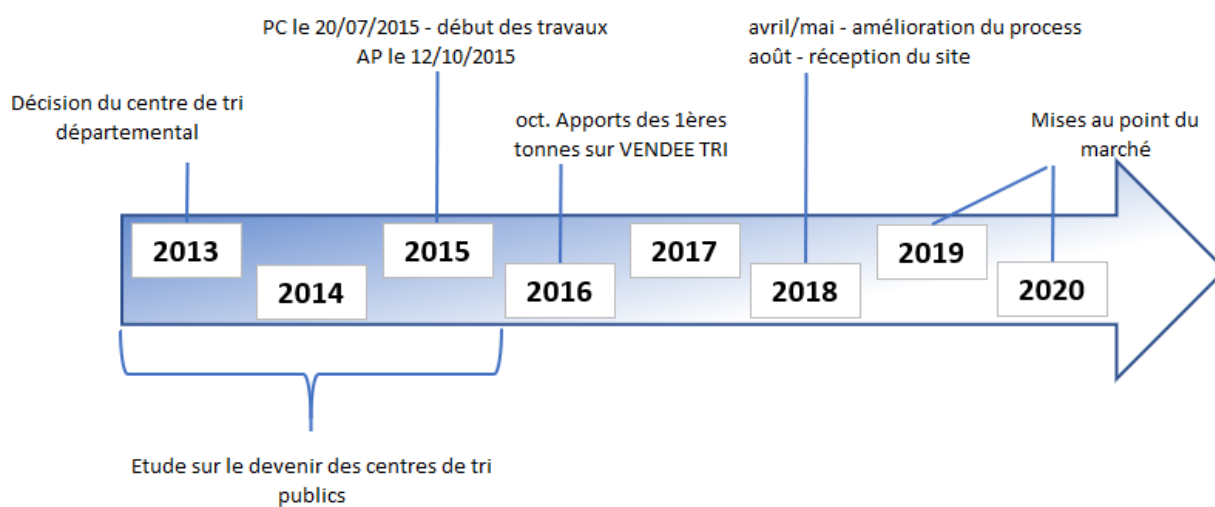 PC le 20/07/2015 - début des travaux
AP le 12/10/2015
avril/mai - amélioration du process
août - réception du site
Décision du centre de tri
départemental
oct. Apports des 1ères
tonnes sur VENDEE TRI
Mises au point du
marché
2013
2014
2015
2016
2017
2018
2019
2020
Etude sur le devenir des centres de tri
publics